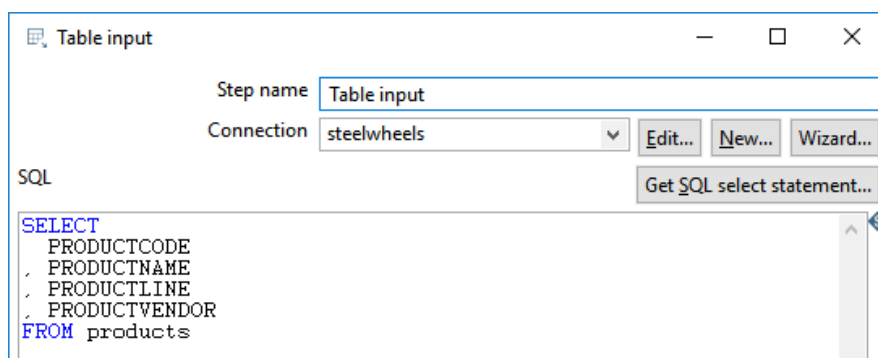 Table input
Step name Table input
Connection steelwheels Edit... New... Wizard...
SQL Get SQL select statement...
SELECT
PRODUCTCODE
, PRODUCTNAME
, PRODUCTLINE
, PRODUCTVENDOR
FROM products